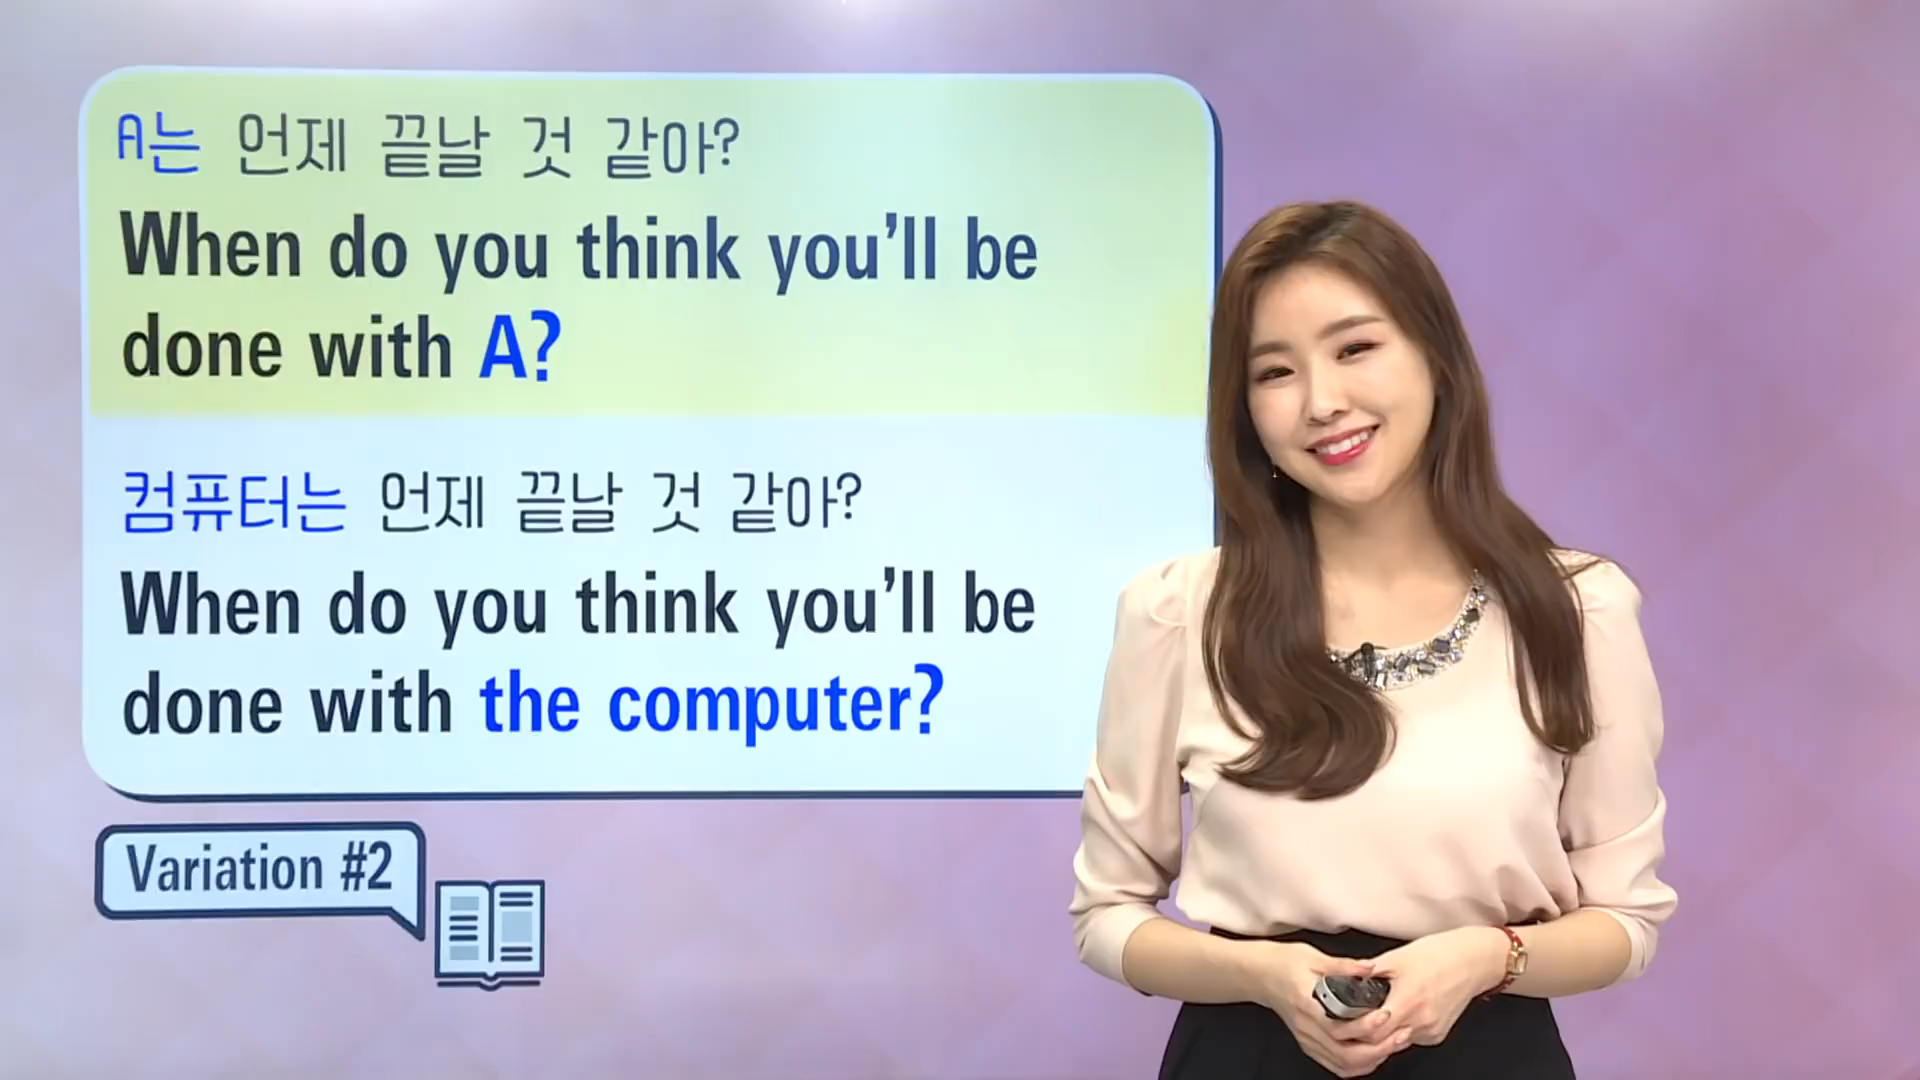 A는 언제 끝날 것 같아?
When do you think you'll be
done with A?
컴퓨터는 언제 끝날 것 같아?
When do you think you'll be
done with the computer?
Variation #2